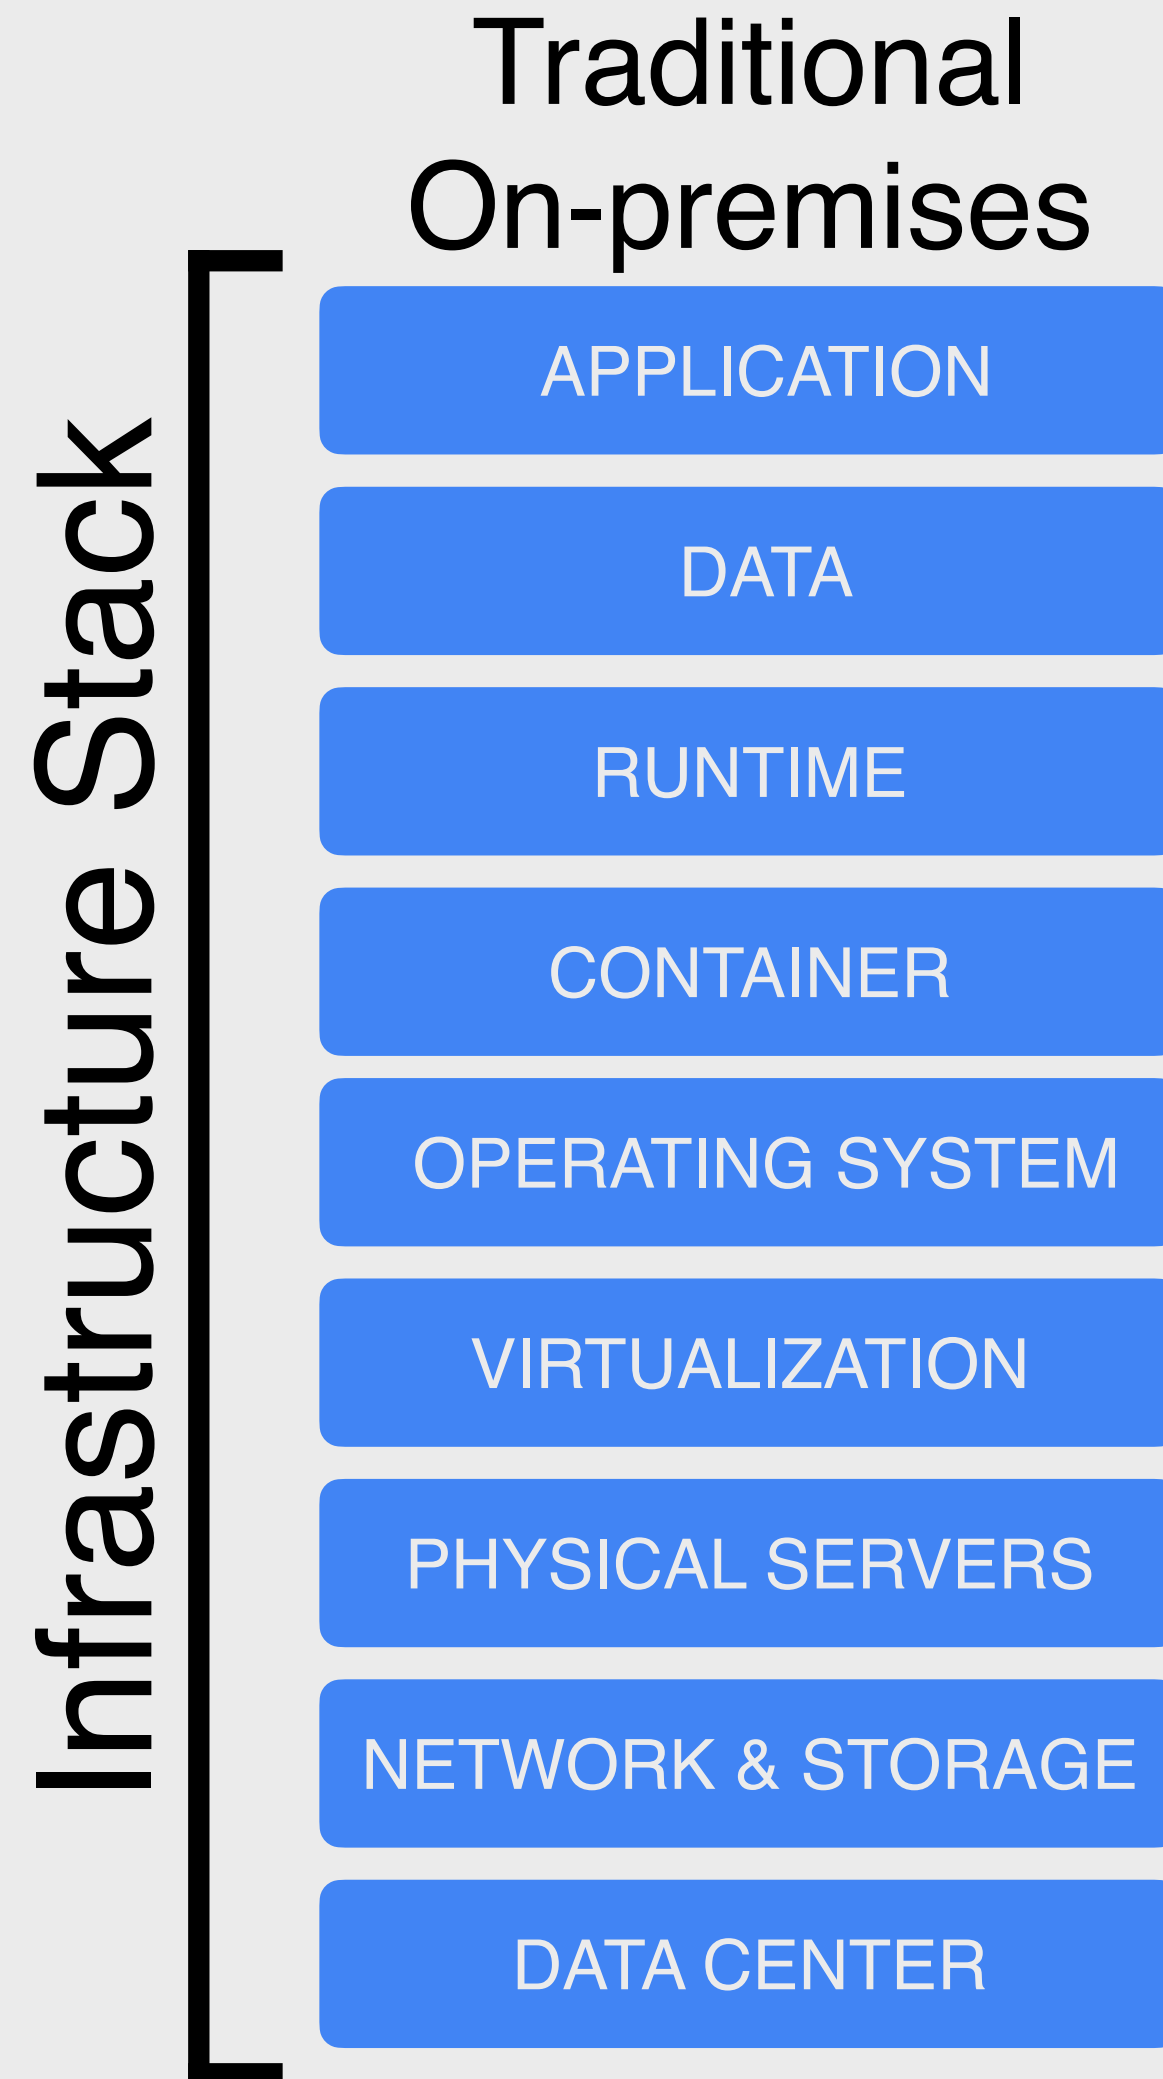 Traditional
On-premises
Infrastructure Stack
APPLICATION
DATA
RUNTIME
CONTAINER
OPERATING SYSTEM
VIRTUALIZATION
PHYSICAL SERVERS
NETWORK & STORAGE
DATA CENTER